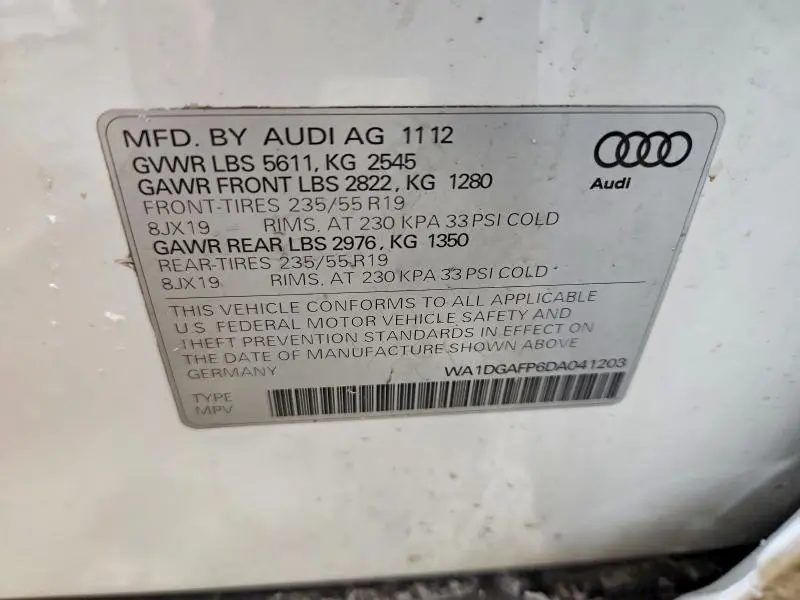 MFD. BY AUDI AG 11 12
GVWR LBS 5611, KG 2545
GAWR FRONT LBS 2822, KG 1280
FRONT-TIRES 235/55 R19
8JX19 RIMS, AT 230 KPA 33 PSI COLD
GAWR REAR LBS 2976, KG 1350
REAR-TIRES 235/55 R19
8JX19 RIMS, AT 230 KPA 33 PSI COLD
Audi
THIS VEHICLE CONFORMS TO ALL APPLICABLE
U.S. FEDERAL MOTOR VEHICLE SAFETY AND
THEFT PREVENTION STANDARDS IN EFFECT ON
THE DATE OF MANUFACTURE SHOWN ABOVE
GERMANY WA1DGAFP6DA041203
TYPE
MPV